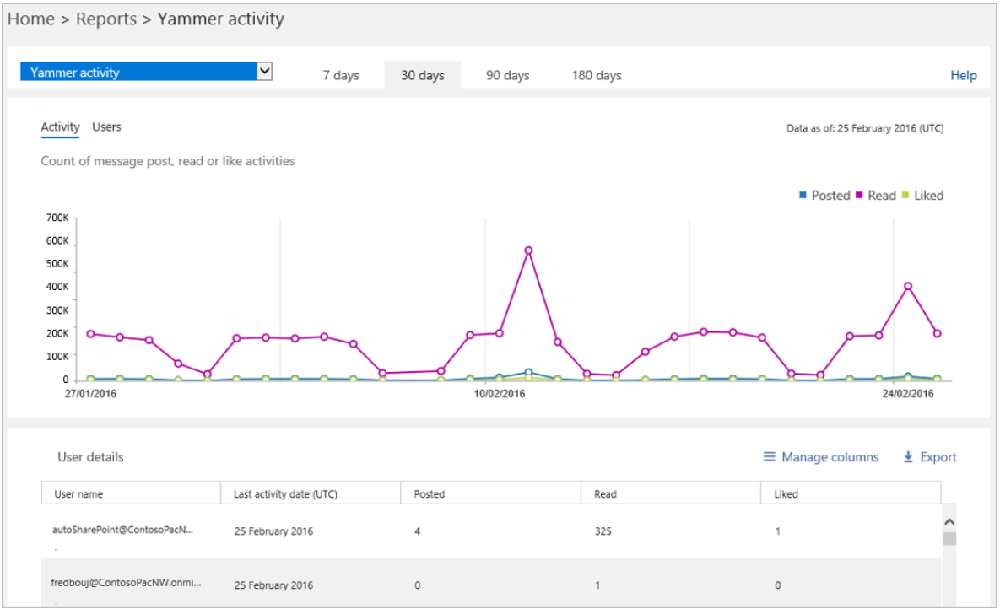 Home > Reports > Yammer activity
Yammer activity 7 days 30 days 90 days 180 days Help
Activity Users Data as of: 25 February 2016 (UTC)
Count of message post, read or like activities
Posted Read Liked
700K
600K
500K
400K
300K
200K
100K
0
27/01/2016 10/02/2016 24/02/2016
User details Manage columns Export
User name Last activity date (UTC) Posted Read Liked
autoSharePoint@ContosoPacN... 25 February 2016 4 325 1
fredbouj@ContosoPacNW.onmi... 25 February 2016 0 1 0